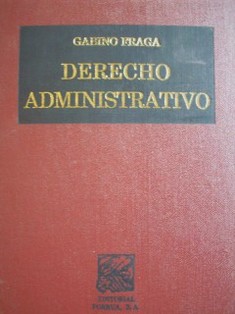 GABINO FRAGA
DERECHO
ADMINISTRATIVO
EDITORIAL
PORRUA, S.A